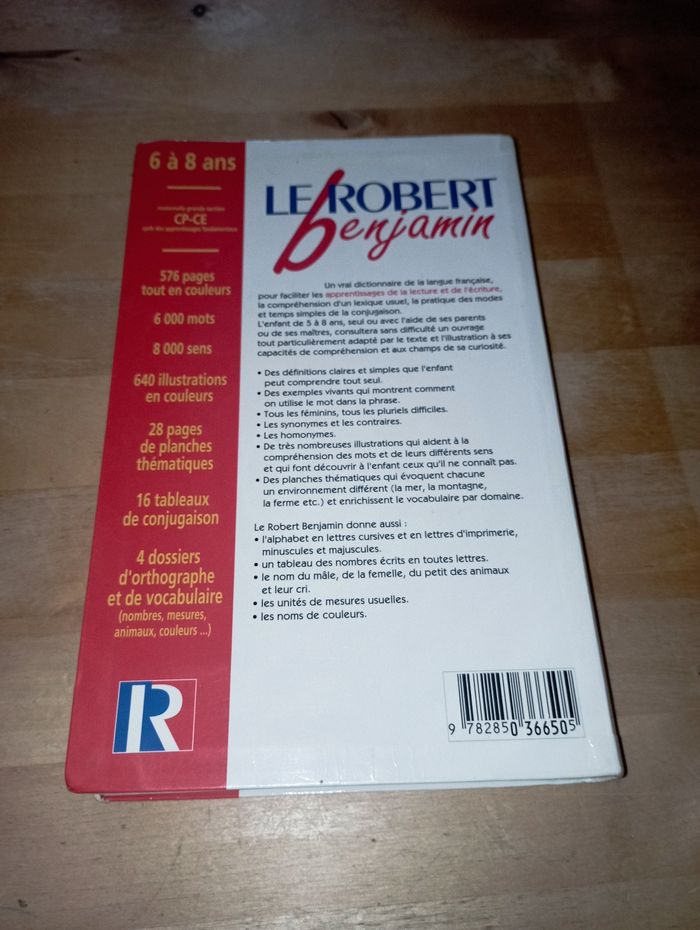 6 à 8 ans
maternelle grande section
CP-CE
cycle des apprentissages fondamentaux
576 pages
tout en couleurs
6 000 mots
8 000 sens
640 illustrations
en couleurs
28 pages
de planches
thématiques
16 tableaux
de conjugaison
4 dossiers
d'orthographe
et de vocabulaire
(nombres, mesures,
animaux, couleurs ...)
R
LE ROBERT
benjamin
Un vrai dictionnaire de la langue française,
pour faciliter les apprentissages de la lecture et de l'écriture,
la compréhension d'un lexique usuel, la pratique des modes
et temps simples de la conjugaison.
L'enfant de 5 à 8 ans, seul ou avec l'aide de ses parents
ou de ses maîtres, consultera sans difficulté un ouvrage
tout particulièrement adapté par le texte et l'illustration à ses
capacités de compréhension et aux champs de sa curiosité.
• Des définitions claires et simples que l'enfant
peut comprendre tout seul.
• Des exemples vivants qui montrent comment
on utilise le mot dans la phrase.
• Tous les féminins, tous les pluriels difficiles.
• Les synonymes et les contraires.
• Les homonymes.
• De très nombreuses illustrations qui aident à la
compréhension des mots et de leurs différents sens
et qui font découvrir à l'enfant ceux qu'il ne connaît pas.
• Des planches thématiques qui évoquent chacune
un environnement différent (la mer, la montagne,
la ferme etc.) et enrichissent le vocabulaire par domaine.
Le Robert Benjamin donne aussi :
• l'alphabet en lettres cursives et en lettres d'imprimerie,
minuscules et majuscules.
• un tableau des nombres écrits en toutes lettres.
• le nom du mâle, de la femelle, du petit des animaux
et leur cri.
• les unités de mesures usuelles.
• les noms de couleurs.
9 782850 366505